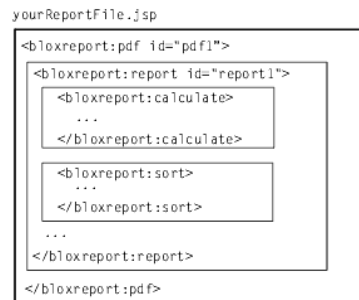 yourReportFile.jsp
<bloxreport:pdf id="pdf1">
<bloxreport:report id="report1">
<bloxreport:calculate>
...
</bloxreport:calculate>
<bloxreport:sort>
...
</bloxreport:sort>
...
</bloxreport:report>
</bloxreport:pdf>